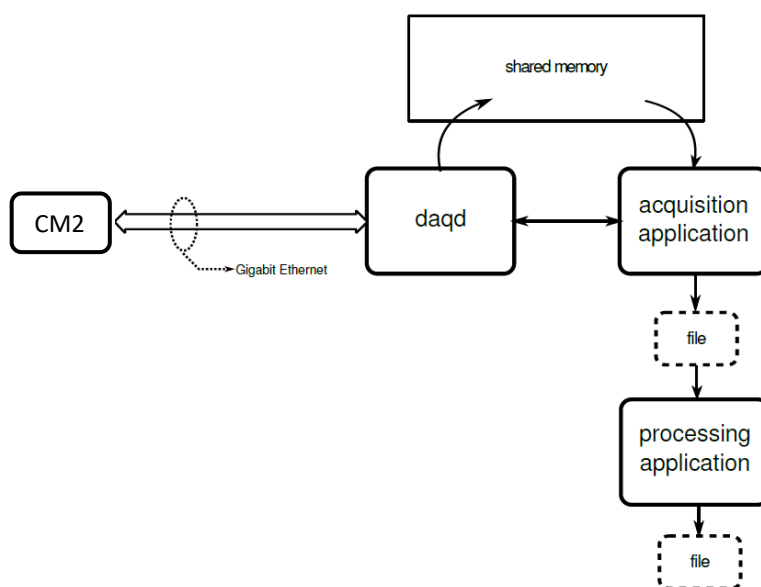 shared memory
CM2
daqd
acquisition
application
Gigabit Ethernet
file
processing
application
file